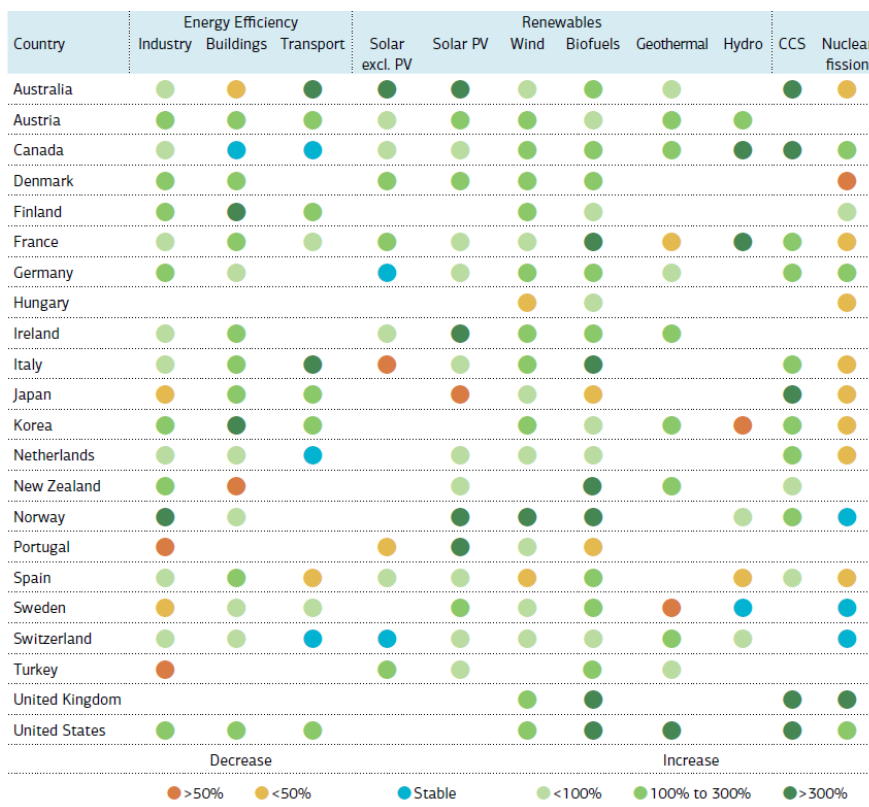 Energy Efficiency Renewables
Country Industry Buildings Transport Solar Solar PV Wind Biofuels Geothermal Hydro CCS Nuclear
excl. PV fission
Australia
Austria
Canada
Denmark
Finland
France
Germany
Hungary
Ireland
Italy
Japan
Korea
Netherlands
New Zealand
Norway
Portugal
Spain
Sweden
Switzerland
Turkey
United Kingdom
United States
Decrease Increase
>50% <50% Stable <100% 100% to 300% >300%